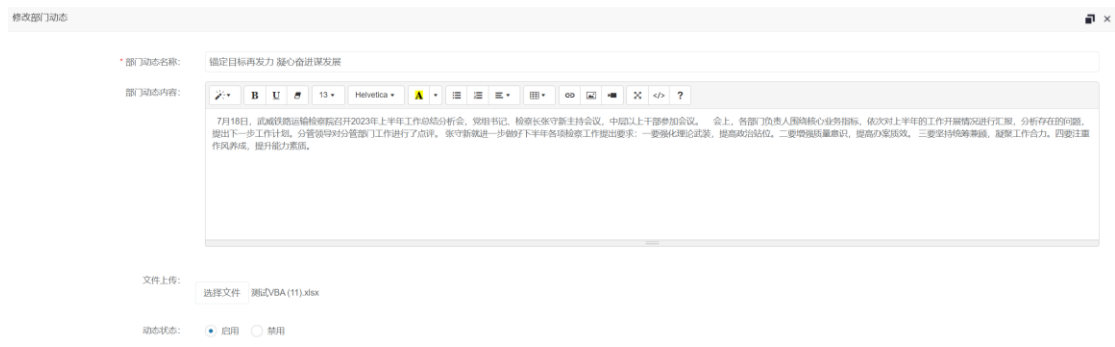 修改部门动态
* 部门动态名称: 锚定目标再发力 凝心奋进谋发展
部门动态内容:
B U 13 Helvetica A </> ?
7月18日，武威铁路运输检察院召开2023年上半年工作总结分析会，党组书记、检察长张守新主持会议，中层以上干部参加会议。 会上，各部门负责人围绕核心业务指标，依次对上半年的工作开展情况进行汇报，分析存在的问题，
提出下一步工作计划。分管领导对分管部门工作进行了点评。 张守新就进一步做好下半年各项检察工作提出要求：一要强化理论武装，提高政治站位。二要增强质量意识，提高办案质效。 三要坚持统筹兼顾，凝聚工作合力。四要注重
作风养成，提升能力素质。
文件上传:
选择文件 测试VBA (11).xlsx
动态状态: 启用 禁用